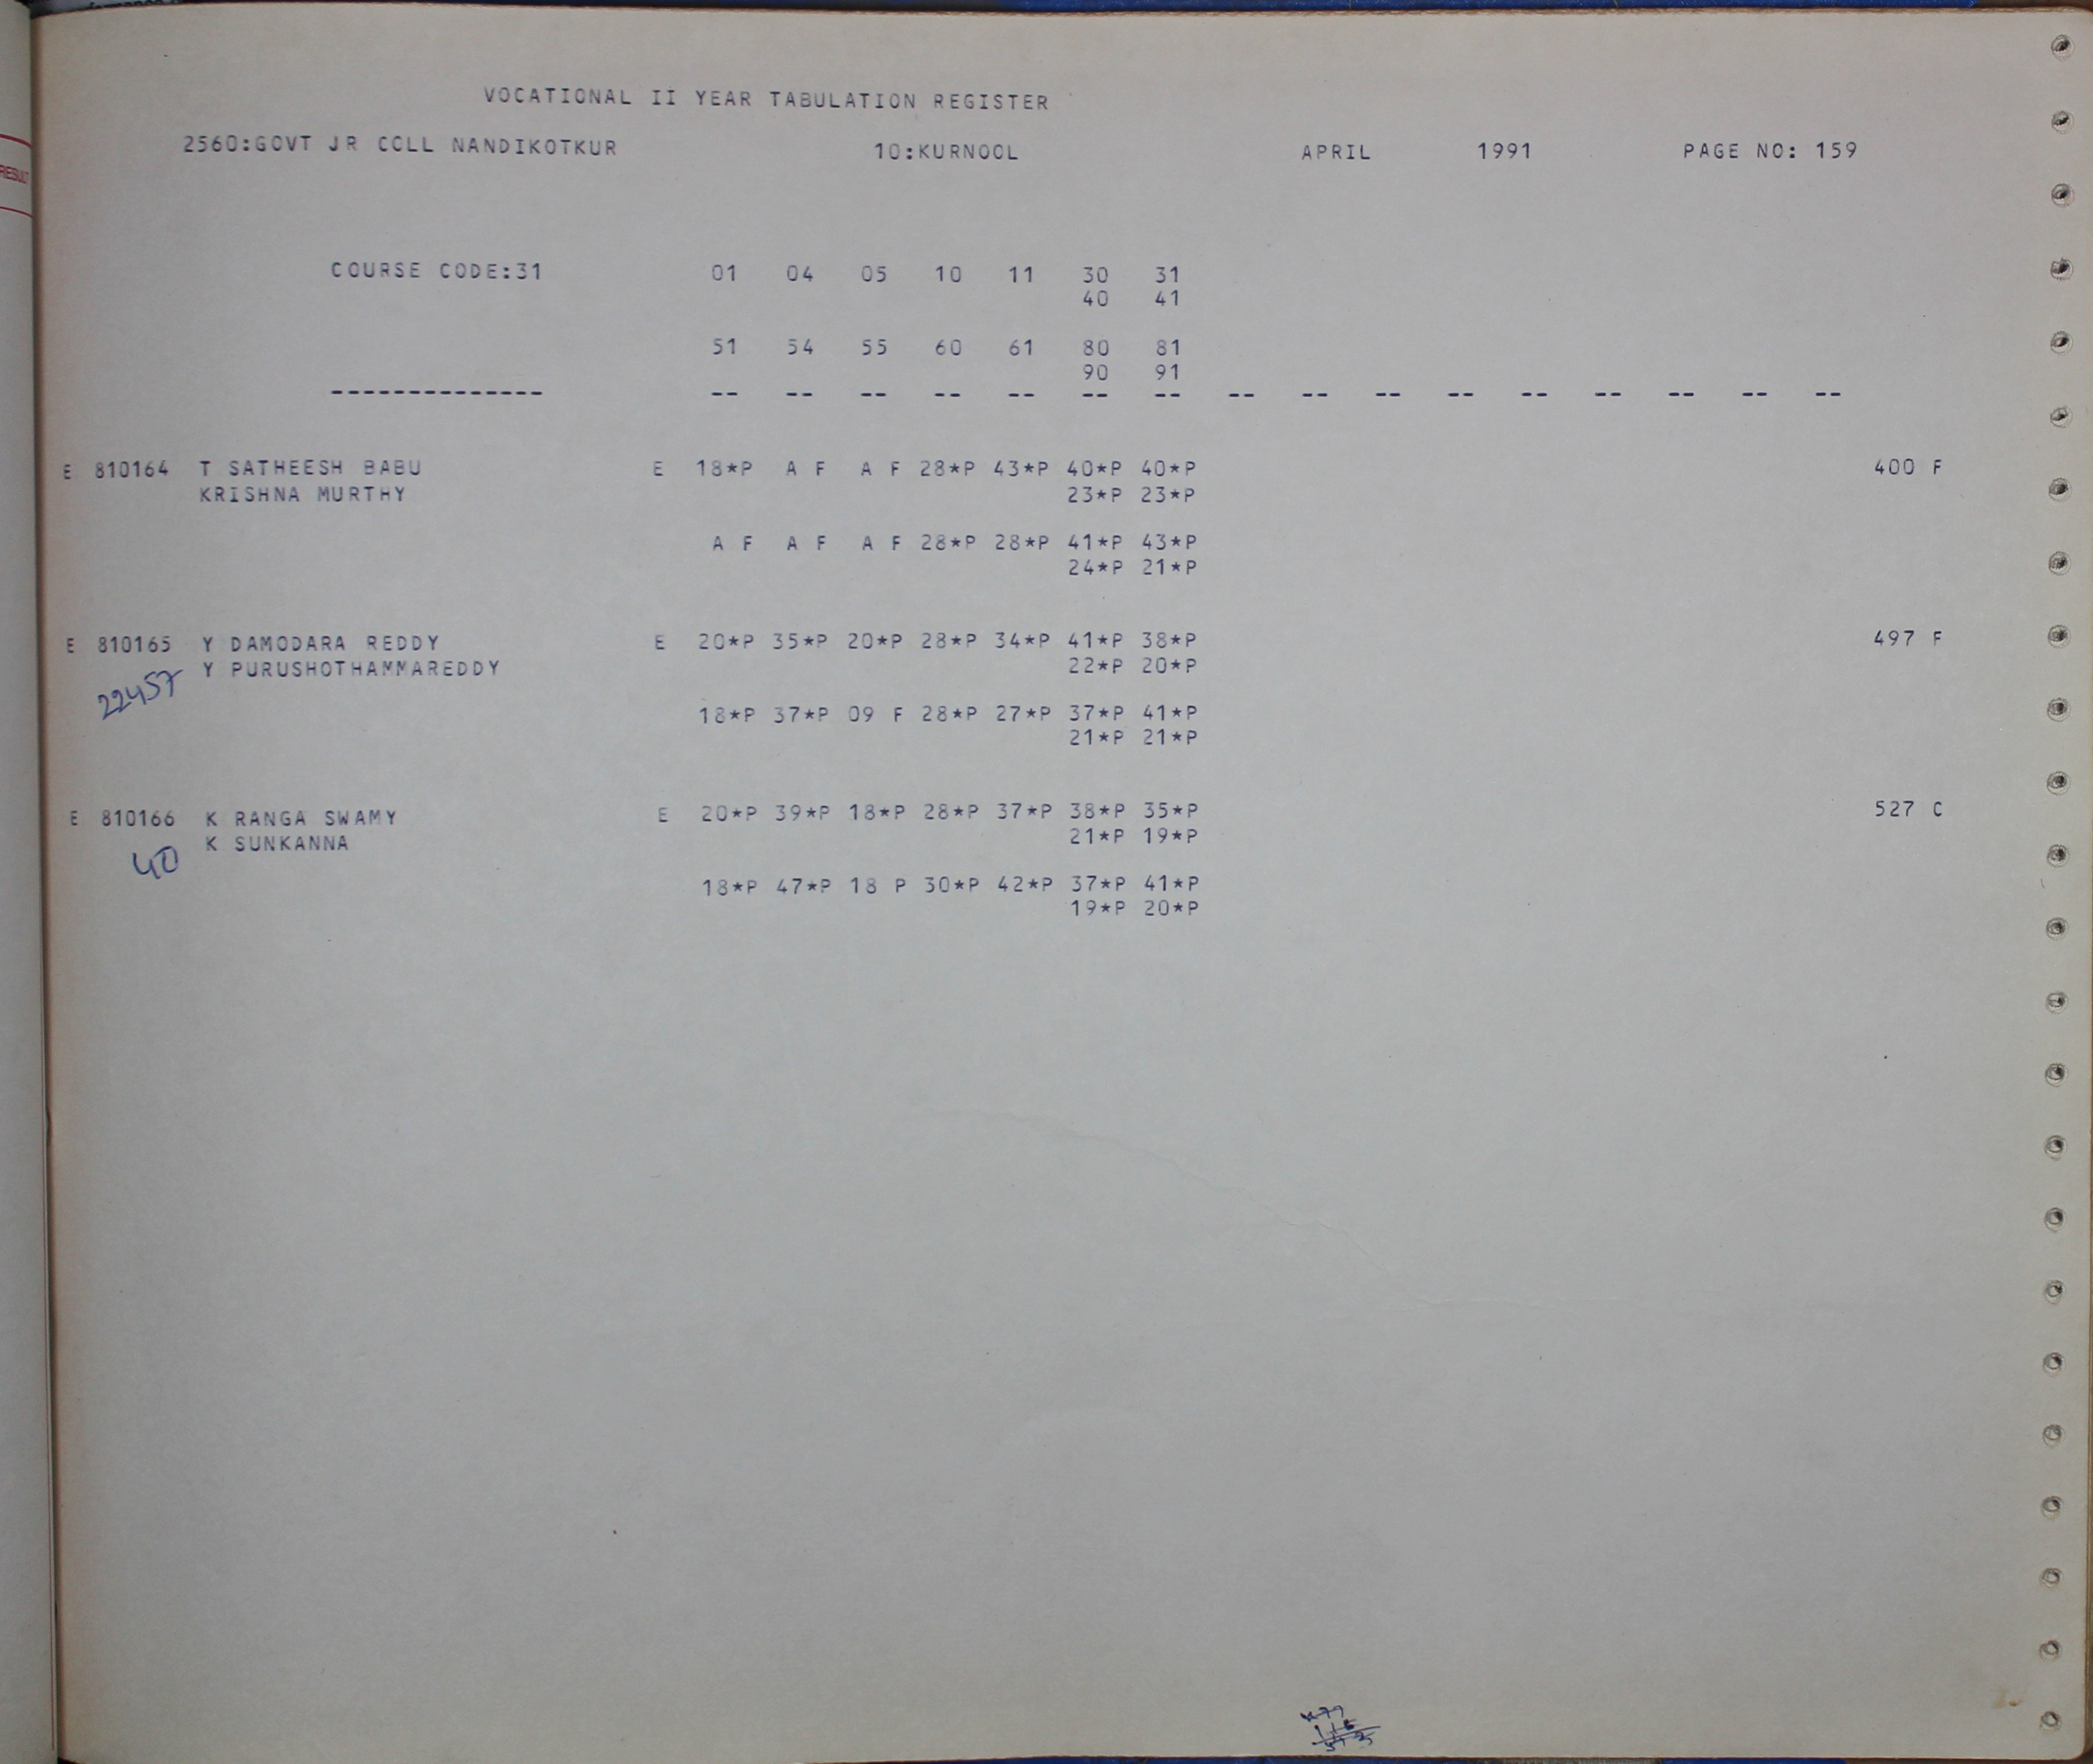 VOCATIONAL II YEAR TABULATION REGISTER
2560:GOVT JR COLL NANDIKOTKUR 10:KURNOOL APRIL 1991 PAGE NO: 159
RESULT
COURSE CODE:31 01 04 05 10 11 30 31
40 41
51 54 55 60 61 80 81
90 91
-------------- -- -- -- -- -- -- -- -- -- -- -- -- -- -- -- --
E 810164 T SATHEESH BABU E 18*P A F A F 28*P 43*P 40*P 40*P 400 F
KRISHNA MURTHY 23*P 23*P
A F A F A F 28*P 28*P 41*P 43*P
24*P 21*P
E 810165 Y DAMODARA REDDY E 20*P 35*P 20*P 28*P 34*P 41*P 38*P 497 F
Y PURUSHOTHAMMAREDDY 22*P 20*P
22457
18*P 37*P 09 F 28*P 27*P 37*P 41*P
21*P 21*P
E 810166 K RANGA SWAMY E 20*P 39*P 18*P 28*P 37*P 38*P 35*P 527 C
K SUNKANNA 21*P 19*P
40
18*P 47*P 18 P 30*P 42*P 37*P 41*P
19*P 20*P